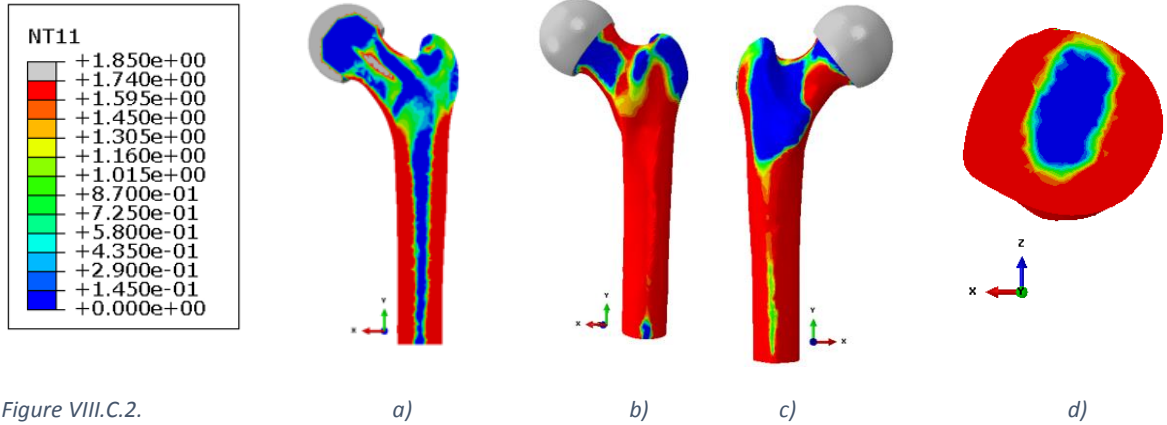 NT11
+1.850e+00
+1.740e+00
+1.595e+00
+1.450e+00
+1.305e+00
+1.160e+00
+1.015e+00
+8.700e-01
+7.250e-01
+5.800e-01
+4.350e-01
+2.900e-01
+1.450e-01
+0.000e+00
Y
X
Y
X
Y
X
Z
X
Y
Figure VIII.C.2. a) b) c) d)